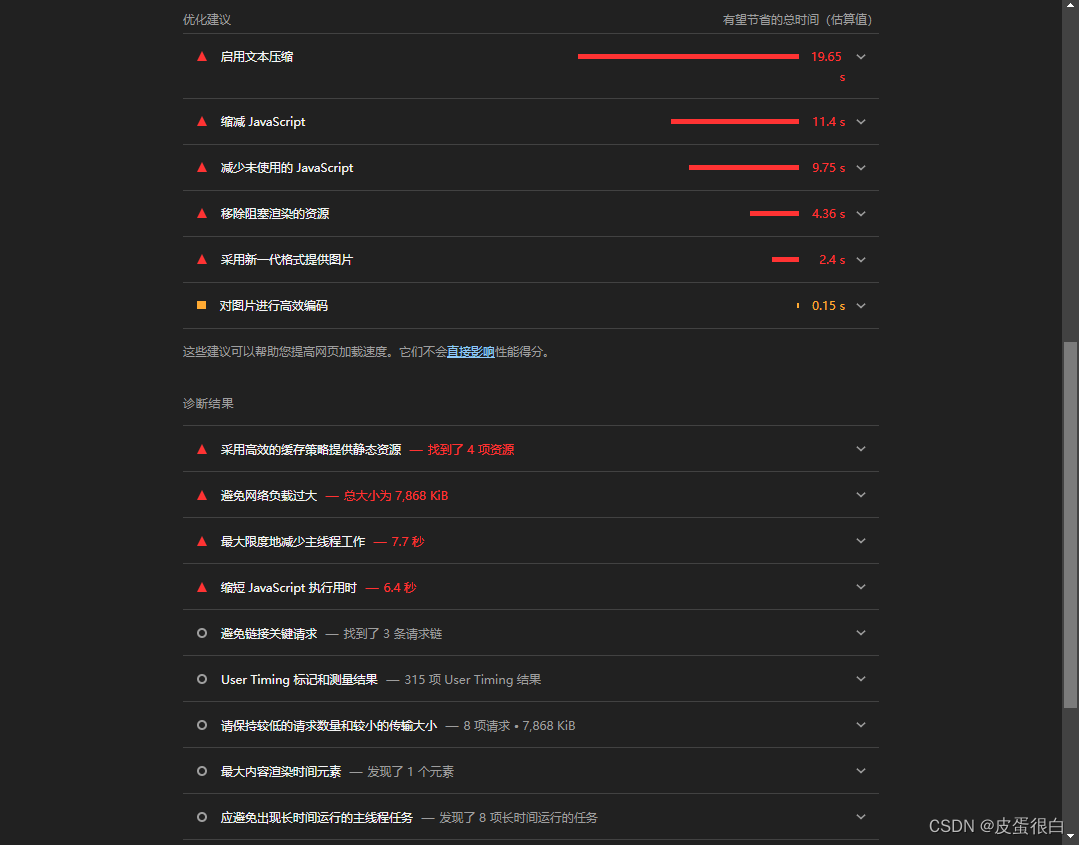 优化建议 有望节省的总时间（估算值）
启用文本压缩 19.65
s
缩减 JavaScript 11.4 s
减少未使用的 JavaScript 9.75 s
移除阻塞渲染的资源 4.36 s
采用新一代格式提供图片 2.4 s
对图片进行高效编码 0.15 s
这些建议可以帮助您提高网页加载速度。它们不会直接影响性能得分。
诊断结果
采用高效的缓存策略提供静态资源 — 找到了 4 项资源
避免网络负载过大 — 总大小为 7,868 KiB
最大限度地减少主线程工作 — 7.7 秒
缩短 JavaScript 执行用时 — 6.4 秒
避免链接关键请求 — 找到了 3 条请求链
User Timing 标记和测量结果 — 315 项 User Timing 结果
请保持较低的请求数量和较小的传输大小 — 8 项请求 • 7,868 KiB
最大内容渲染时间元素 — 发现了 1 个元素
应避免出现长时间运行的主线程任务 — 发现了 8 项长时间运行的任务
CSDN @皮蛋很白